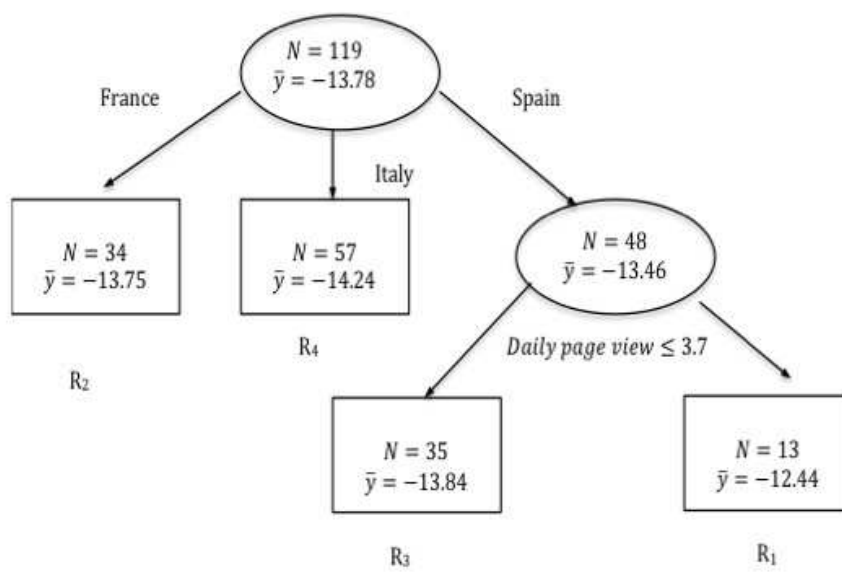 N = 119
ȳ = −13.78
France
Spain
Italy
N = 34
ȳ = −13.75
N = 57
ȳ = −14.24
N = 48
ȳ = −13.46
R₂
R₄
Daily page view ≤ 3.7
N = 35
ȳ = −13.84
N = 13
ȳ = −12.44
R₃
R₁